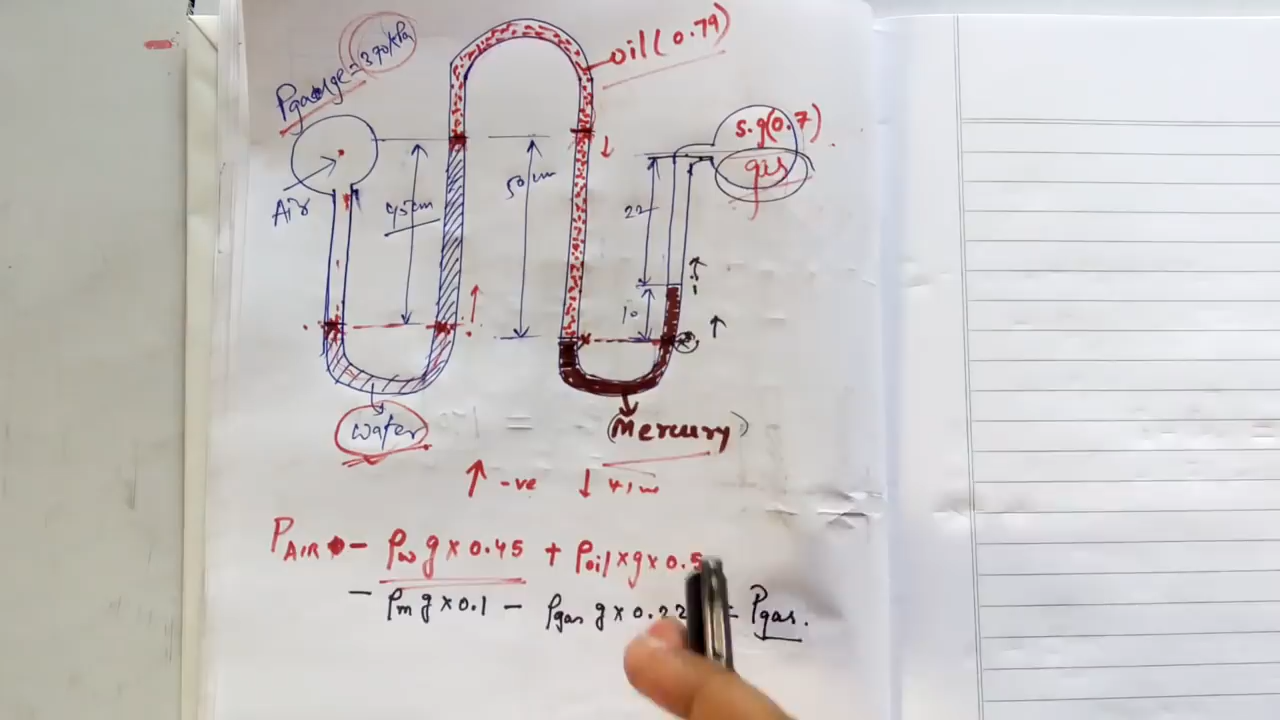 Pgauge = 370kPa
oil (0.79)
s.g(0.7)
gas
Air
45cm
50cm
22
10
water
(Mercury)
↑ -ve ↓ +ive
PAIR - ρw g × 0.45 + ρoil × g × 0.5
- ρm g × 0.1 - ρgas g × 0.22 = Pgas.